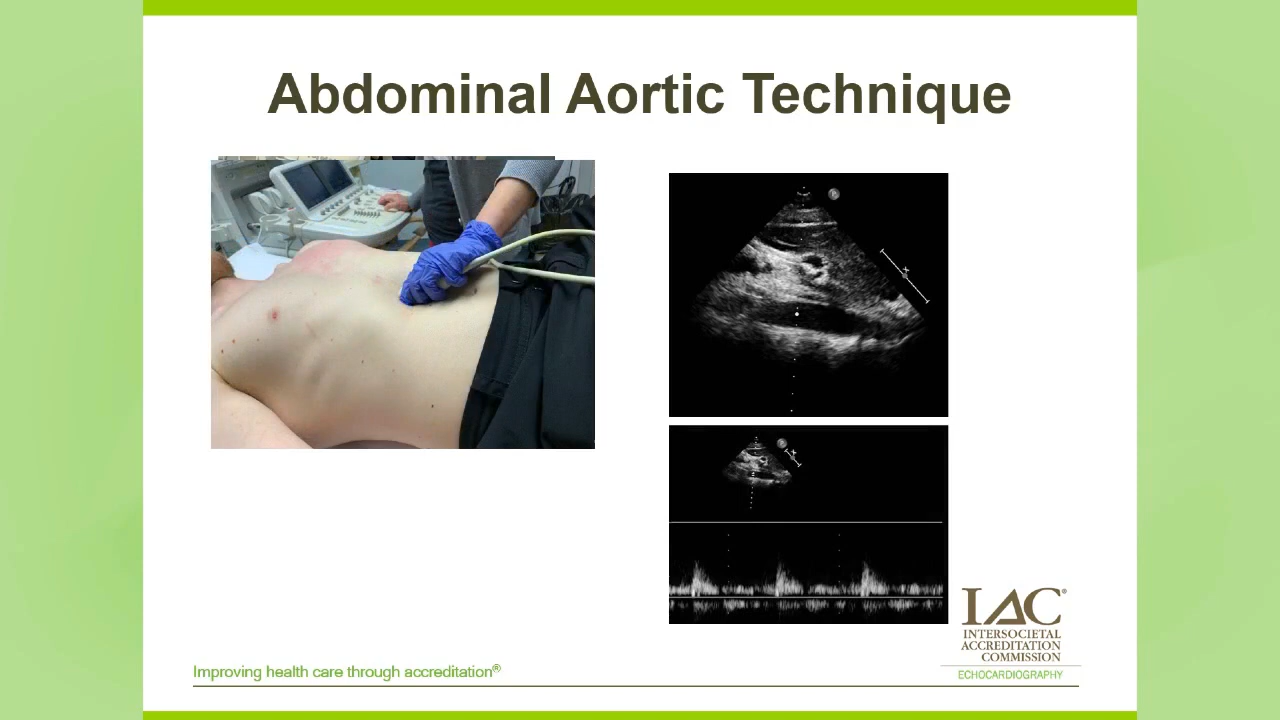 Abdominal Aortic Technique
IAC®
INTERSOCIETAL
ACCREDITATION
COMMISSION
ECHOCARDIOGRAPHY
Improving health care through accreditation®